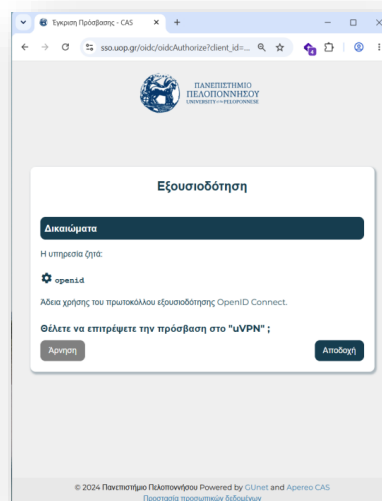 Έγκριση Πρόσβασης - CAS
sso.uop.gr/oidc/oidcAuthorize?client_id=...
ΠΑΝΕΠΙΣΤΗΜΙΟ
ΠΕΛΟΠΟΝΝΗΣΟΥ
UNIVERSITY OF THE PELOPONNESE
Εξουσιοδότηση
Δικαιώματα
Η υπηρεσία ζητά:
openid
Άδεια χρήσης του πρωτοκόλλου εξουσιοδότησης OpenID Connect.
Θέλετε να επιτρέψετε την πρόσβαση στο "uVPN" ;
Άρνηση Αποδοχή
© 2024 Πανεπιστήμιο Πελοποννήσου Powered by GUnet and Apereo CAS
Προστασία προσωπικών δεδομένων